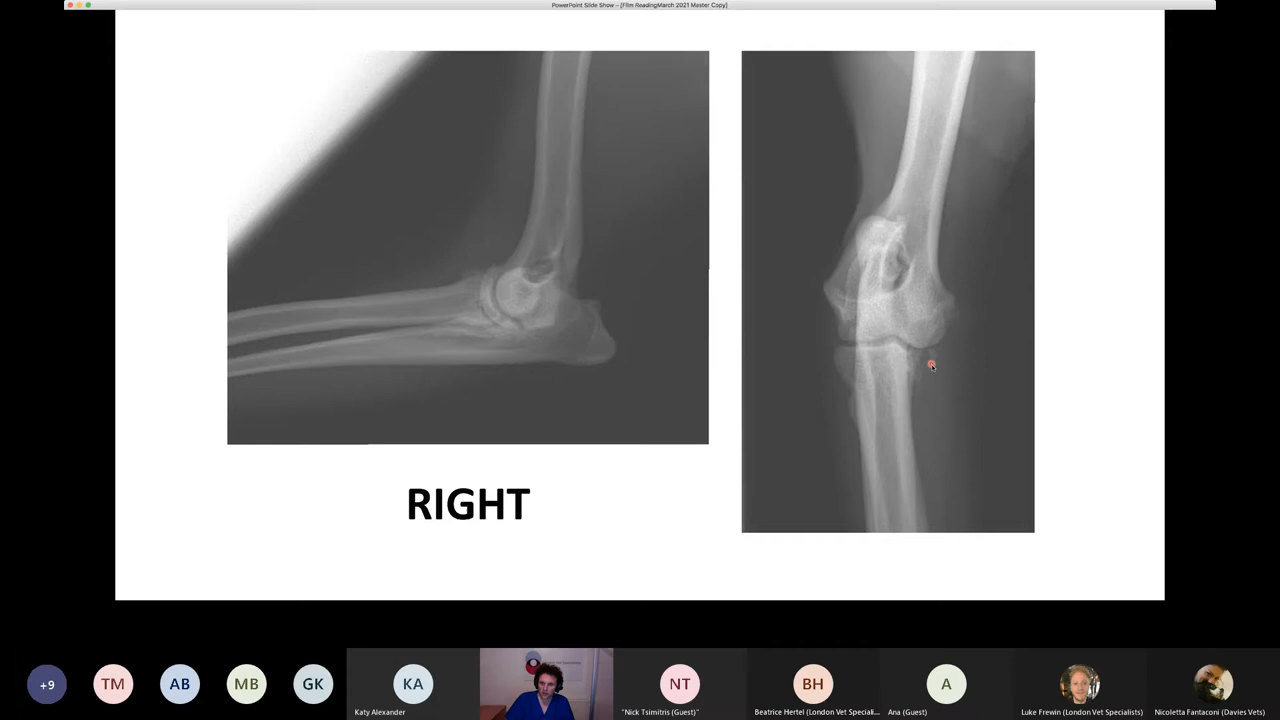 PowerPoint Slide Show – [Film ReadingMarch 2021 Master Copy]
RIGHT
+9
TM
AB
MB
GK
KA
NT
BH
A
Katy Alexander
"Nick Tsimitris (Guest)"
Beatrice Hertel (London Vet Speciali...
Ana (Guest)
Luke Frewin (London Vet Specialists)
Nicoletta Fantaconi (Davies Vets)